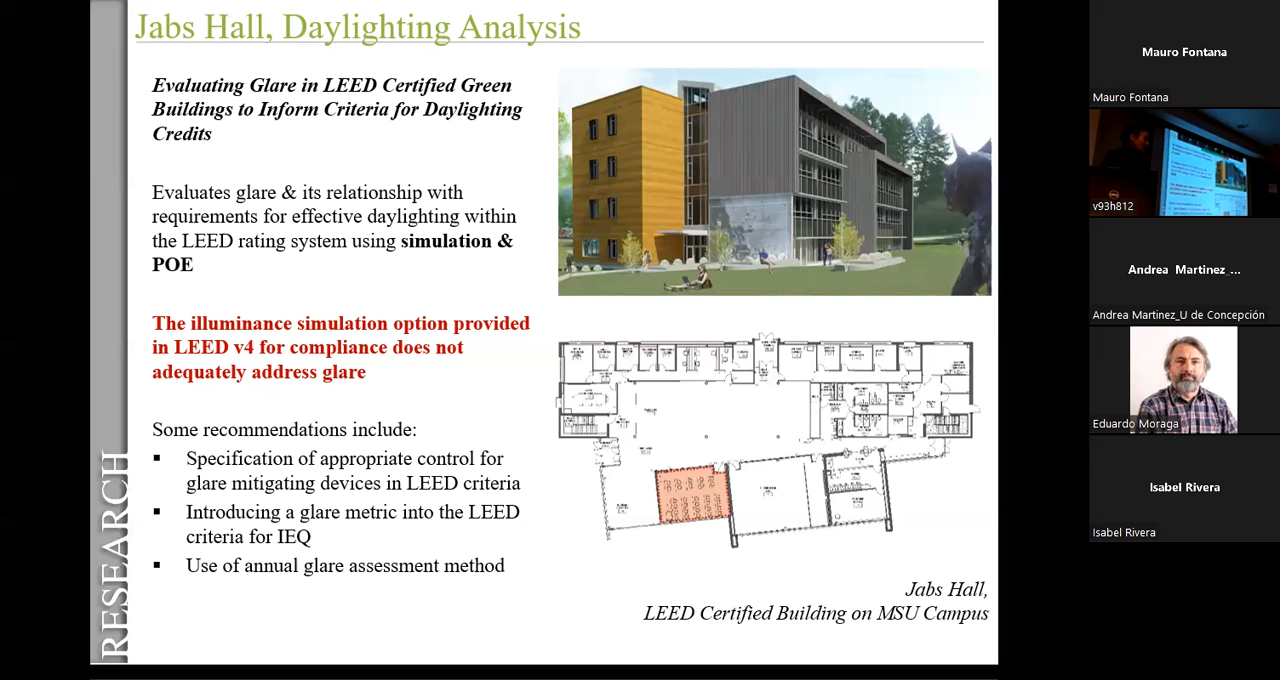 Jabs Hall, Daylighting Analysis
Evaluating Glare in LEED Certified Green
Buildings to Inform Criteria for Daylighting
Credits
Evaluates glare & its relationship with
requirements for effective daylighting within
the LEED rating system using simulation &
POE
The illuminance simulation option provided
in LEED v4 for compliance does not
adequately address glare
Some recommendations include:
▪ Specification of appropriate control for
glare mitigating devices in LEED criteria
▪ Introducing a glare metric into the LEED
criteria for IEQ
▪ Use of annual glare assessment method
RESEARCH
Jabs Hall,
LEED Certified Building on MSU Campus
Mauro Fontana
Mauro Fontana
v93h812
Andrea Martinez_...
Andrea Martinez_U de Concepción
Eduardo Moraga
Isabel Rivera
Isabel Rivera